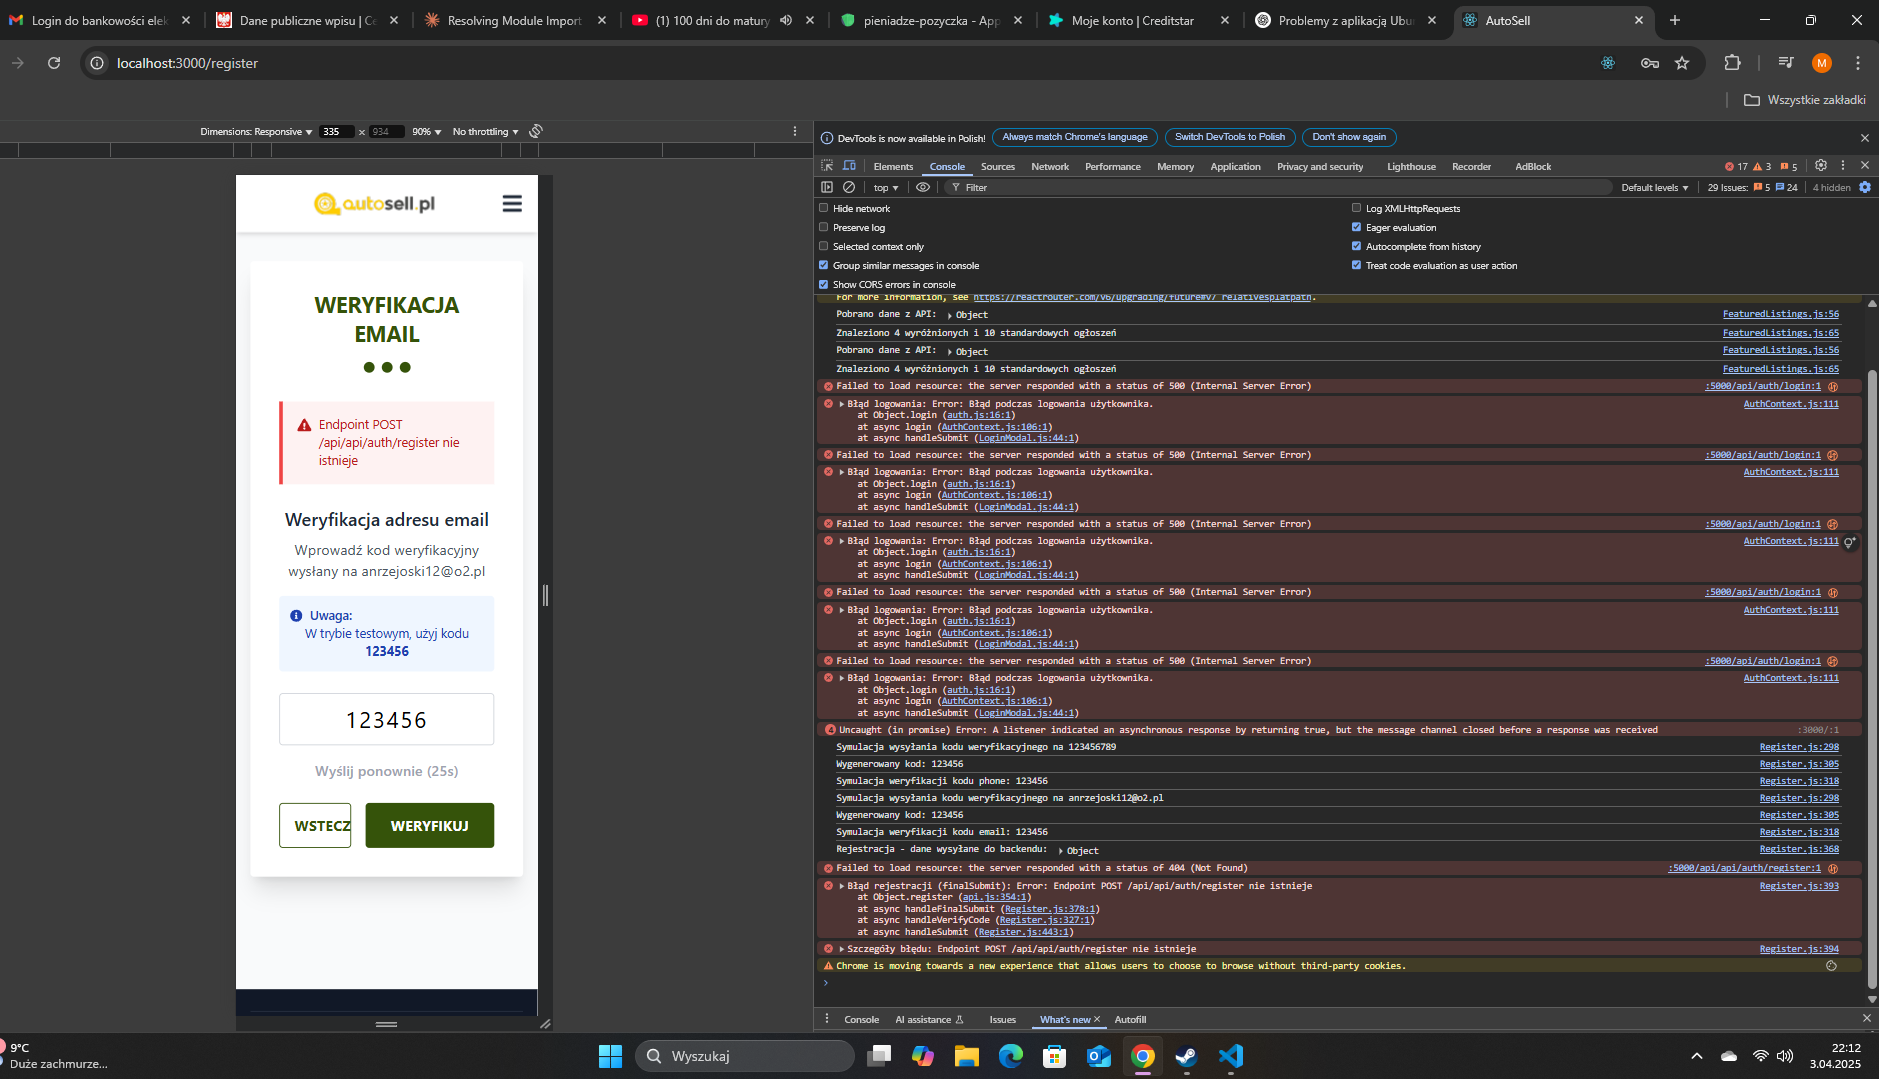 Login do bankowości elek
Dane publiczne wpisu | Ce
Resolving Module Import
(1) 100 dni do matury
pieniadze-pozyczka - App
Moje konto | Creditstar
Problemy z aplikacją Ubu
AutoSell
localhost:3000/register
M
Wszystkie zakładki
Dimensions: Responsive ▼ 335 x 934 90% ▼ No throttling ▼
autosell.pl
WERYFIKACJA
EMAIL
Endpoint POST
/api/api/auth/register nie
istnieje
Weryfikacja adresu email
Wprowadź kod weryfikacyjny
wysłany na anrzejoski12@o2.pl
Uwaga:
W trybie testowym, użyj kodu
123456
123456
Wyślij ponownie (25s)
WSTECZ
WERYFIKUJ
DevTools is now available in Polish!
Always match Chrome's language
Switch DevTools to Polish
Don't show again
Elements Console Sources Network Performance Memory Application Privacy and security Lighthouse Recorder AdBlock 17 3 5
top ▼ Filter Default levels ▼ 29 Issues: 5 24 4 hidden
Hide network
Log XMLHttpRequests
Preserve log
Eager evaluation
Selected context only
Autocomplete from history
Group similar messages in console
Treat code evaluation as user action
Show CORS errors in console
For more information, see https://reactrouter.com/v6/upgrading/future#v7_relativesplatpath.
Pobrano dane z API: ▶ Object FeaturedListings.js:56
Znaleziono 4 wyróżnionych i 10 standardowych ogłoszeń FeaturedListings.js:65
Pobrano dane z API: ▶ Object FeaturedListings.js:56
Znaleziono 4 wyróżnionych i 10 standardowych ogłoszeń FeaturedListings.js:65
Failed to load resource: the server responded with a status of 500 (Internal Server Error) :5000/api/auth/login:1
▶ Błąd logowania: Error: Błąd podczas logowania użytkownika. AuthContext.js:111
at Object.login (auth.js:16:1)
at async login (AuthContext.js:106:1)
at async handleSubmit (LoginModal.js:44:1)
Failed to load resource: the server responded with a status of 500 (Internal Server Error) :5000/api/auth/login:1
▶ Błąd logowania: Error: Błąd podczas logowania użytkownika. AuthContext.js:111
at Object.login (auth.js:16:1)
at async login (AuthContext.js:106:1)
at async handleSubmit (LoginModal.js:44:1)
Failed to load resource: the server responded with a status of 500 (Internal Server Error) :5000/api/auth/login:1
▶ Błąd logowania: Error: Błąd podczas logowania użytkownika. AuthContext.js:111
at Object.login (auth.js:16:1)
at async login (AuthContext.js:106:1)
at async handleSubmit (LoginModal.js:44:1)
Failed to load resource: the server responded with a status of 500 (Internal Server Error) :5000/api/auth/login:1
▶ Błąd logowania: Error: Błąd podczas logowania użytkownika. AuthContext.js:111
at Object.login (auth.js:16:1)
at async login (AuthContext.js:106:1)
at async handleSubmit (LoginModal.js:44:1)
Failed to load resource: the server responded with a status of 500 (Internal Server Error) :5000/api/auth/login:1
▶ Błąd logowania: Error: Błąd podczas logowania użytkownika. AuthContext.js:111
at Object.login (auth.js:16:1)
at async login (AuthContext.js:106:1)
at async handleSubmit (LoginModal.js:44:1)
4 Uncaught (in promise) Error: A listener indicated an asynchronous response by returning true, but the message channel closed before a response was received :3000/:1
Symulacja wysyłania kodu weryfikacyjnego na 123456789 Register.js:298
Wygenerowany kod: 123456 Register.js:305
Symulacja weryfikacji kodu phone: 123456 Register.js:318
Symulacja wysyłania kodu weryfikacyjnego na anrzejoski12@o2.pl Register.js:298
Wygenerowany kod: 123456 Register.js:305
Symulacja weryfikacji kodu email: 123456 Register.js:318
Rejestracja - dane wysyłane do backendu: ▶ Object Register.js:368
Failed to load resource: the server responded with a status of 404 (Not Found) :5000/api/api/auth/register:1
▶ Błąd rejestracji (finalSubmit): Error: Endpoint POST /api/api/auth/register nie istnieje Register.js:393
at Object.register (api.js:354:1)
at async handleFinalSubmit (Register.js:378:1)
at async handleVerifyCode (Register.js:327:1)
at async handleSubmit (Register.js:443:1)
▶ Szczegóły błędu: Endpoint POST /api/api/auth/register nie istnieje Register.js:394
Chrome is moving towards a new experience that allows users to choose to browse without third-party cookies.
Console AI assistance Issues What's new Autofill
9°C
Duże zachmurze...
Wyszukaj
22:12
3.04.2025